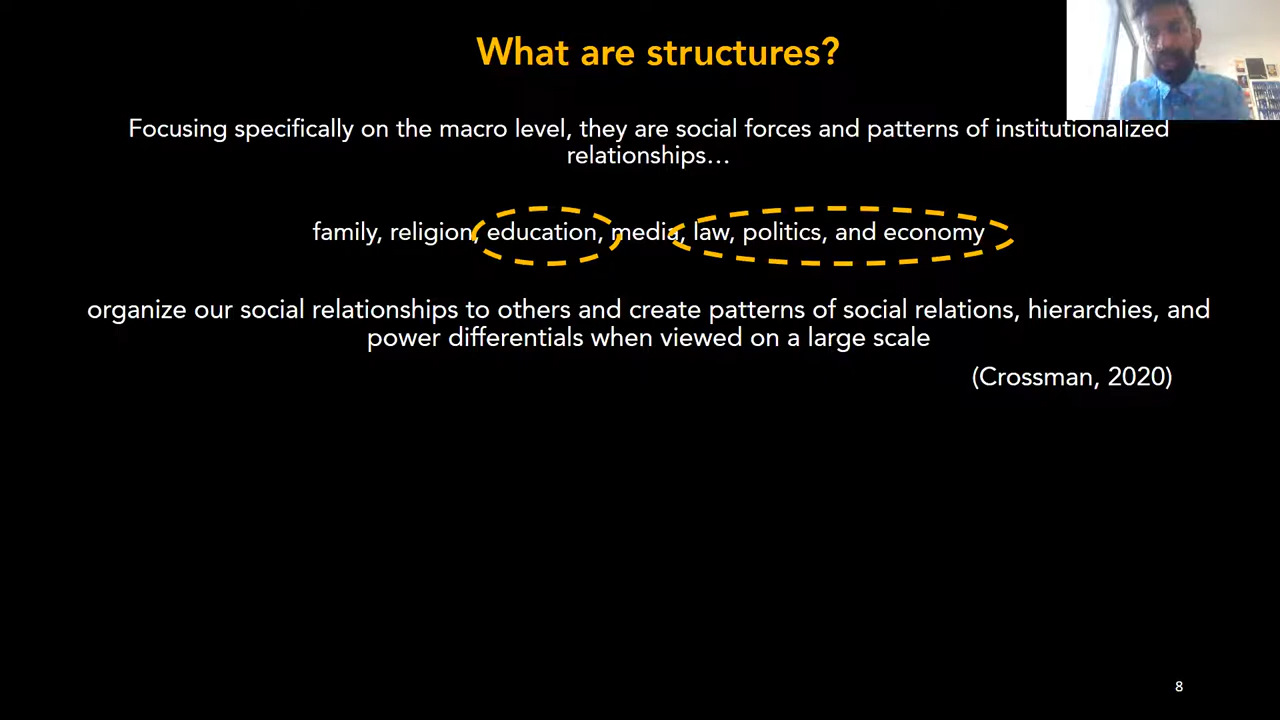 What are structures?
Focusing specifically on the macro level, they are social forces and patterns of institutionalized
relationships…
family, religion, education, media, law, politics, and economy
organize our social relationships to others and create patterns of social relations, hierarchies, and
power differentials when viewed on a large scale
(Crossman, 2020)
8